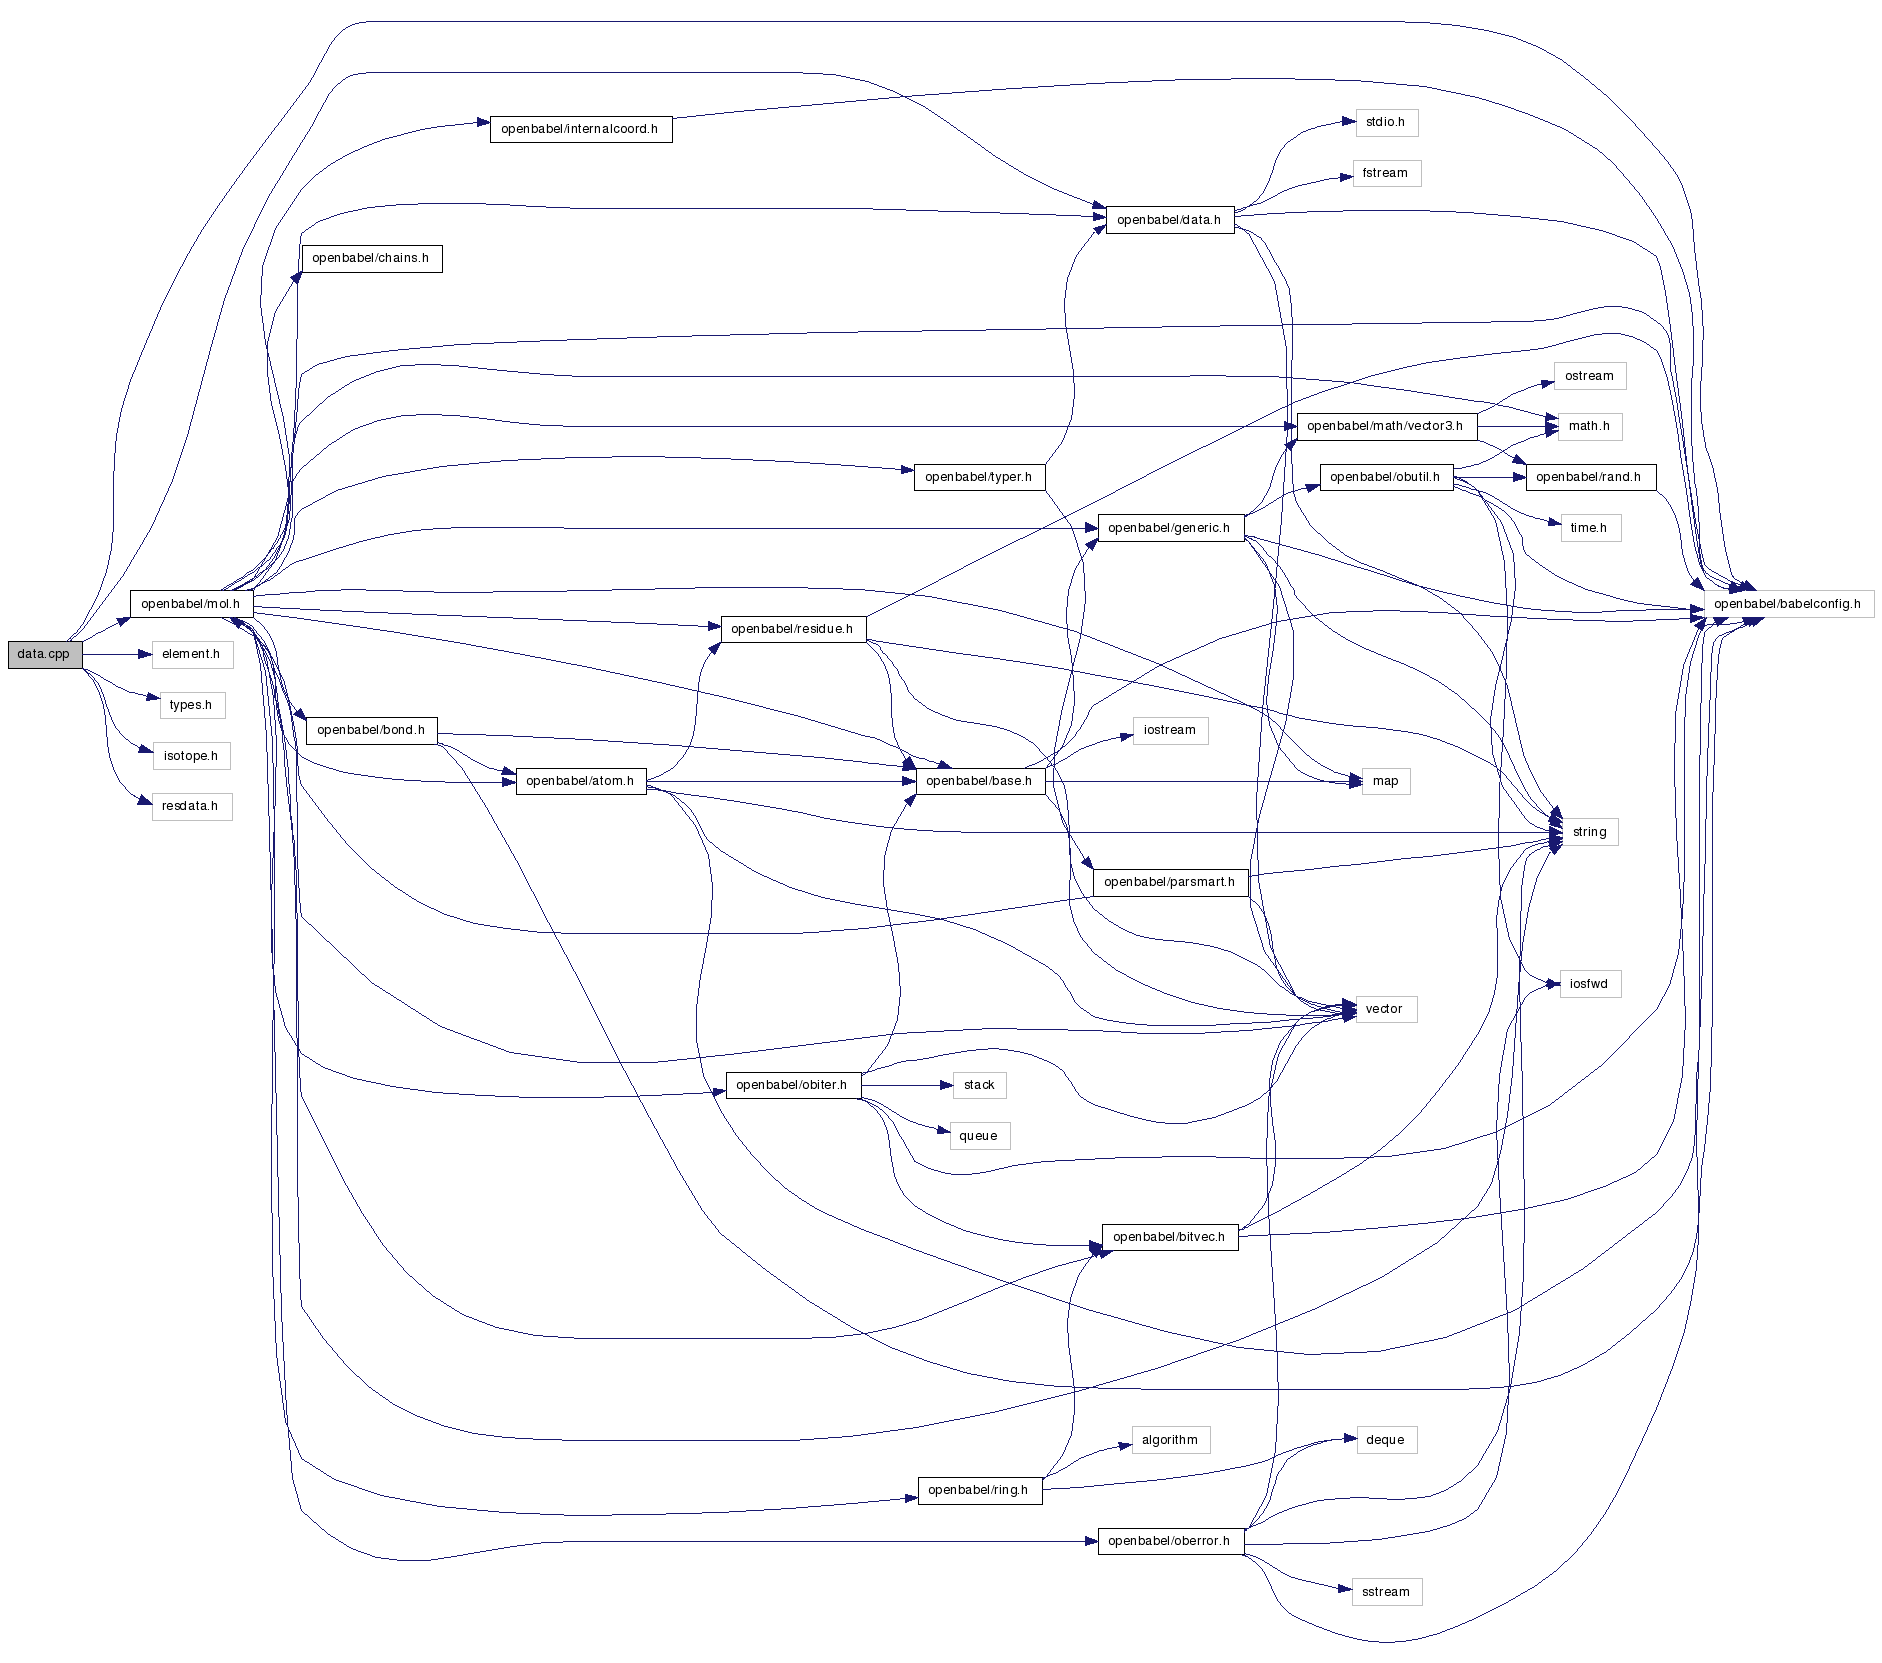 stdio.h
openbabel/internalcoord.h
fstream
openbabel/data.h
openbabel/chains.h
ostream
openbabel/math/vector3.h
math.h
openbabel/typer.h
openbabel/obutil.h
openbabel/rand.h
openbabel/generic.h
time.h
openbabel/mol.h
openbabel/babelconfig.h
openbabel/residue.h
data.cpp
element.h
types.h
openbabel/bond.h
iostream
isotope.h
openbabel/atom.h
openbabel/base.h
map
resdata.h
string
openbabel/parsmart.h
iosfwd
vector
openbabel/obiter.h
stack
queue
openbabel/bitvec.h
algorithm
deque
openbabel/ring.h
openbabel/oberror.h
sstream